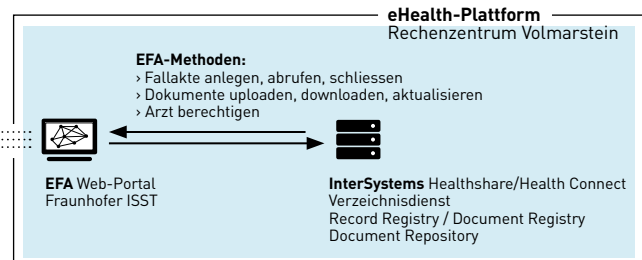 eHealth-Plattform
Rechenzentrum Volmarstein
EFA-Methoden:
› Fallakte anlegen, abrufen, schliessen
› Dokumente uploaden, downloaden, aktualisieren
› Arzt berechtigen
EFA Web-Portal
Fraunhofer ISST
InterSystems Healthshare/Health Connect
Verzeichnisdienst
Record Registry / Document Registry
Document Repository